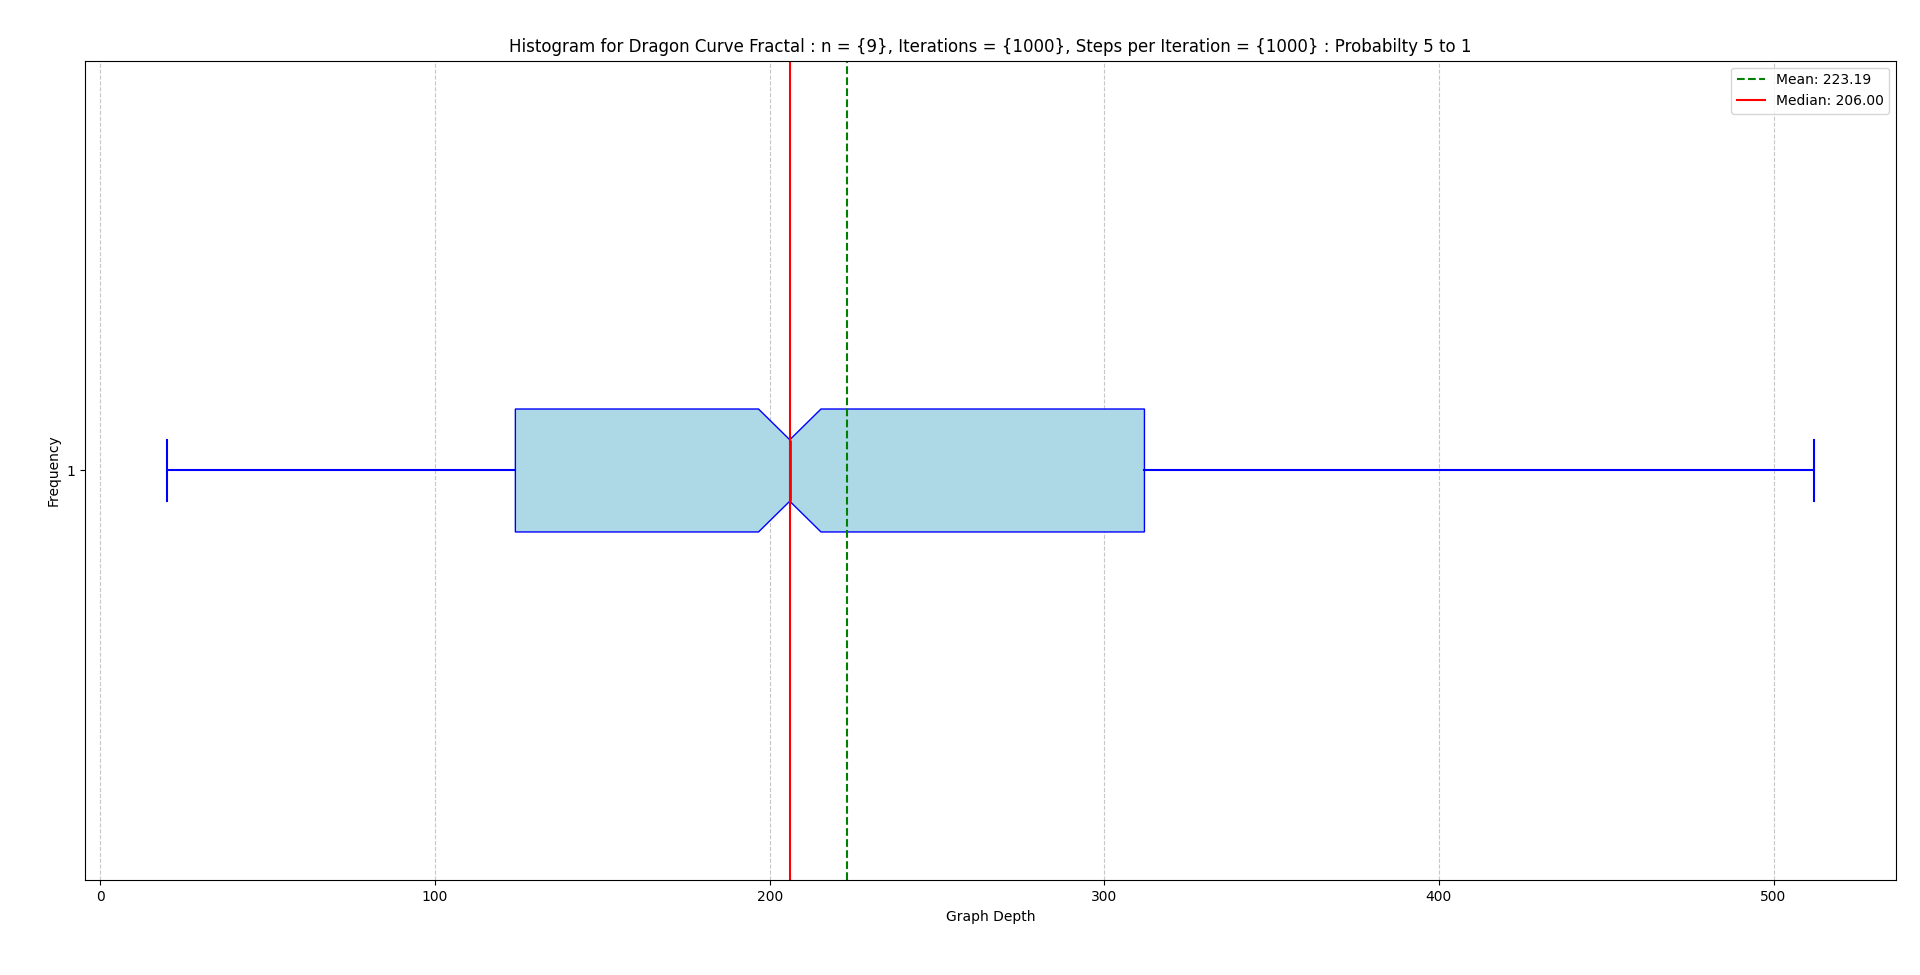 Histogram for Dragon Curve Fractal : n = {9}, Iterations = {1000}, Steps per Iteration = {1000} : Probabilty 5 to 1
Mean: 223.19
Median: 206.00
Frequency
1
0 100 200 300 400 500
Graph Depth